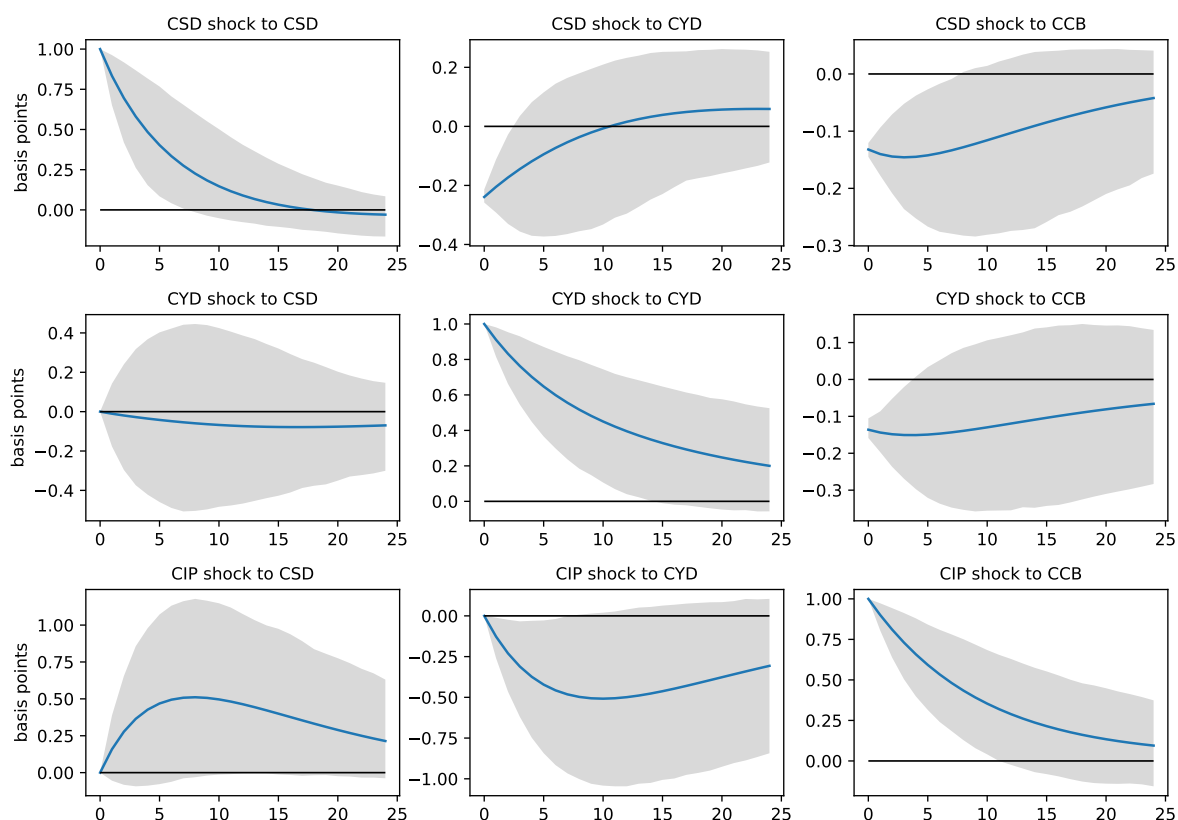 CSD shock to CSD
CSD shock to CYD
CSD shock to CCB
basis points
1.00
0.75
0.50
0.25
0.00
0 5 10 15 20 25
0.2
0.0
−0.2
−0.4
0 5 10 15 20 25
0.0
−0.1
−0.2
−0.3
0 5 10 15 20 25
CYD shock to CSD
CYD shock to CYD
CYD shock to CCB
basis points
0.4
0.2
0.0
−0.2
−0.4
0 5 10 15 20 25
1.0
0.8
0.6
0.4
0.2
0.0
0 5 10 15 20 25
0.1
0.0
−0.1
−0.2
−0.3
0 5 10 15 20 25
CIP shock to CSD
CIP shock to CYD
CIP shock to CCB
basis points
1.00
0.75
0.50
0.25
0.00
0 5 10 15 20 25
0.00
−0.25
−0.50
−0.75
−1.00
0 5 10 15 20 25
1.00
0.75
0.50
0.25
0.00
0 5 10 15 20 25